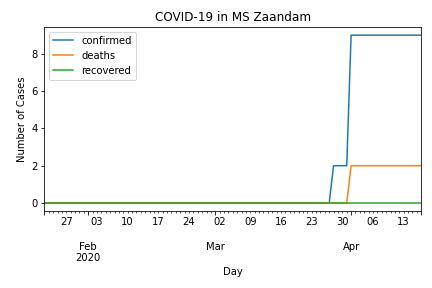 COVID-19 in MS Zaandam
confirmed
deaths
recovered
Number of Cases
8
6
4
2
0
27 03 10 17 24 02 09 16 23 30 06 13
Feb Mar Apr
2020
Day